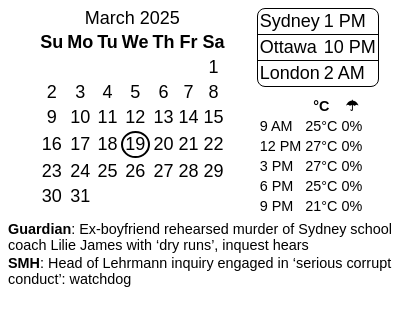 March 2025
Su Mo Tu We Th Fr Sa
1
2 3 4 5 6 7 8
9 10 11 12 13 14 15
16 17 18 19 20 21 22
23 24 25 26 27 28 29
30 31
Sydney 1 PM
Ottawa 10 PM
London 2 AM
°C ☂
9 AM 25°C 0%
12 PM 27°C 0%
3 PM 27°C 0%
6 PM 25°C 0%
9 PM 21°C 0%
Guardian: Ex-boyfriend rehearsed murder of Sydney school
coach Lilie James with ‘dry runs’, inquest hears
SMH: Head of Lehrmann inquiry engaged in ‘serious corrupt
conduct’: watchdog